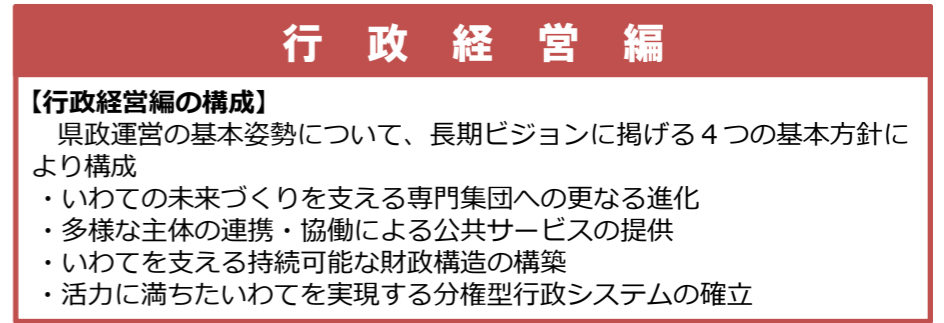 行政経営編
【行政経営編の構成】
　県政運営の基本姿勢について、長期ビジョンに掲げる４つの基本方針に
より構成
・いわての未来づくりを支える専門集団への更なる進化
・多様な主体の連携・協働による公共サービスの提供
・いわてを支える持続可能な財政構造の構築
・活力に満ちたいわてを実現する分権型行政システムの確立